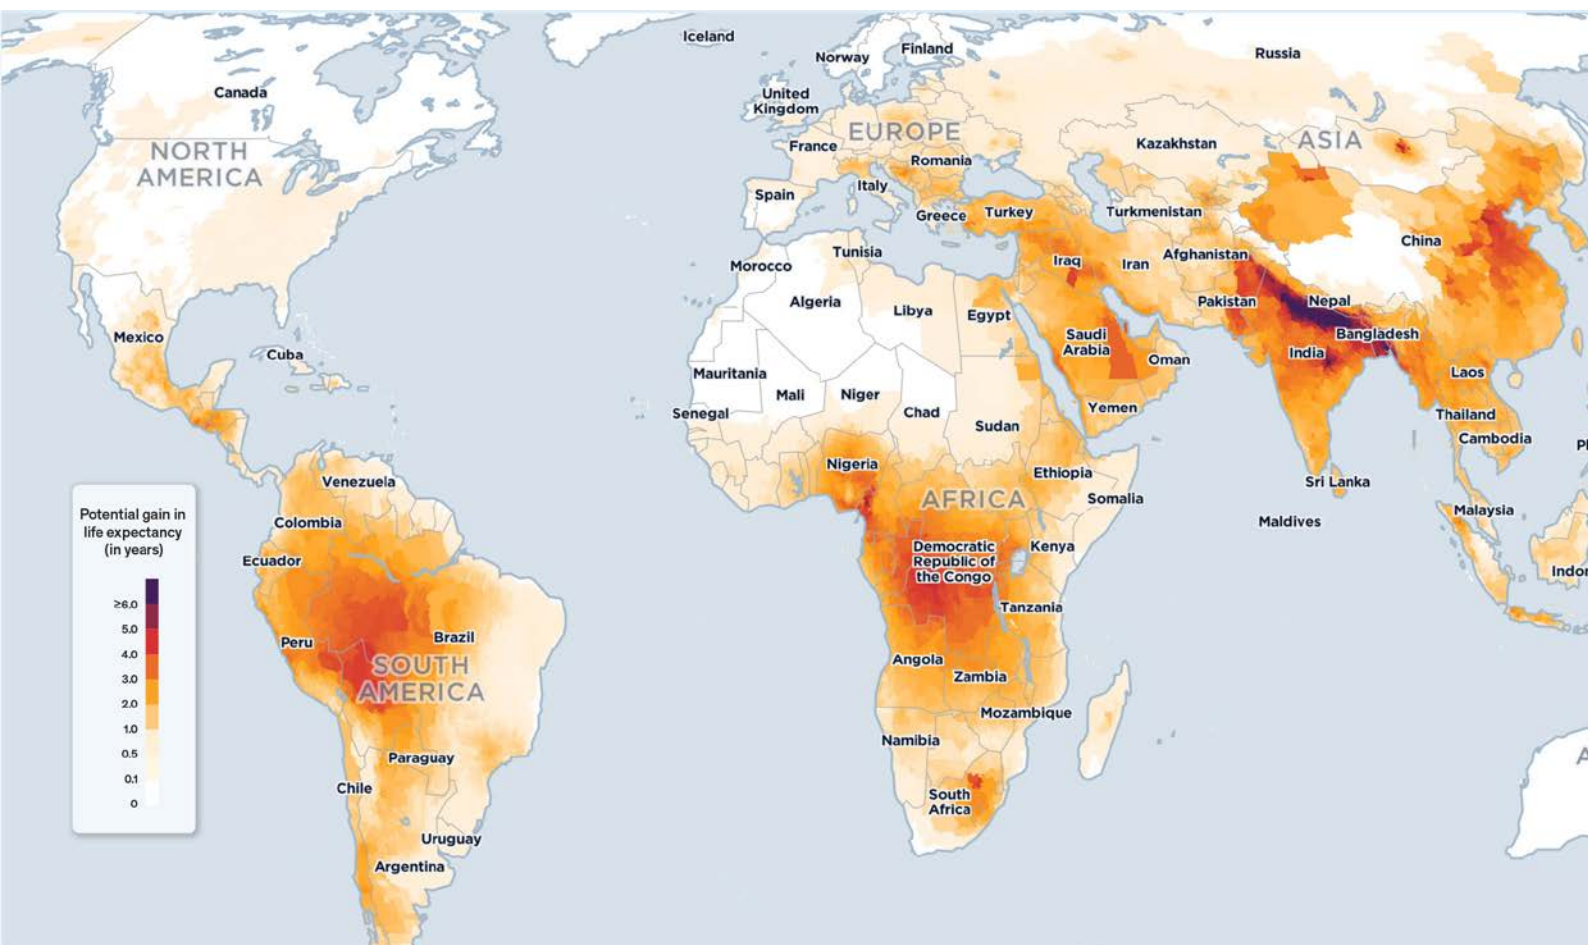 Iceland
Norway
Finland
Russia
Canada
United
Kingdom
EUROPE
NORTH
AMERICA
France
Romania
Kazakhstan
ASIA
Spain
Italy
Greece
Turkey
Turkmenistan
China
Morocco
Tunisia
Iraq
Iran
Afghanistan
Algeria
Libya
Egypt
Pakistan
Nepal
Mexico
Cuba
Saudi
Arabia
Oman
Bangladesh
India
Mauritania
Mali
Niger
Chad
Laos
Senegal
Sudan
Yemen
Thailand
Cambodia
Nigeria
Ethiopia
Venezuela
AFRICA
Somalia
Sri Lanka
Malaysia
Maldives
Colombia
Ecuador
Democratic
Republic of
the Congo
Kenya
Indor
Tanzania
Peru
Brazil
SOUTH
AMERICA
Angola
Zambia
Mozambique
Namibia
Paraguay
Chile
South
Africa
Uruguay
Argentina
Potential gain in
life expectancy
(in years)
≥6.0
5.0
4.0
3.0
2.0
1.0
0.5
0.1
0
P
A